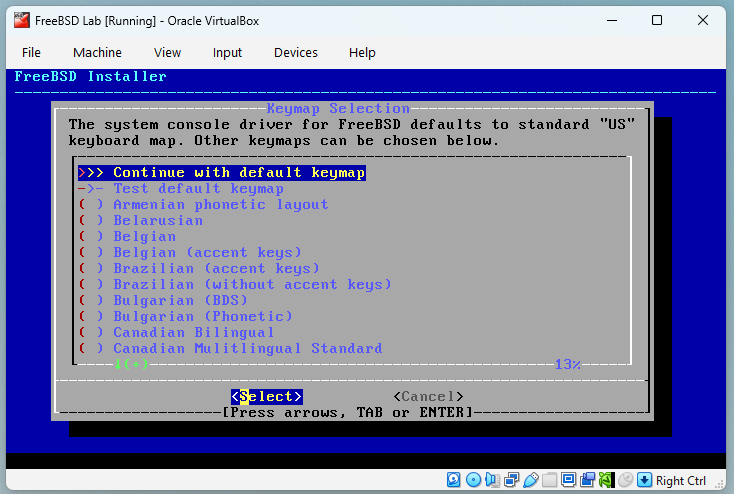 FreeBSD Lab [Running] - Oracle VirtualBox
File Machine View Input Devices Help
FreeBSD Installer
Keymap Selection
The system console driver for FreeBSD defaults to standard "US"
keyboard map. Other keymaps can be chosen below.
>>> Continue with default keymap
->- Test default keymap
( ) Armenian phonetic layout
( ) Belarusian
( ) Belgian
( ) Belgian (accent keys)
( ) Brazilian (accent keys)
( ) Brazilian (without accent keys)
( ) Bulgarian (BDS)
( ) Bulgarian (Phonetic)
( ) Canadian Bilingual
( ) Canadian Mulitlingual Standard
↓(+) 13%
<Select> <Cancel>
[Press arrows, TAB or ENTER]
Right Ctrl